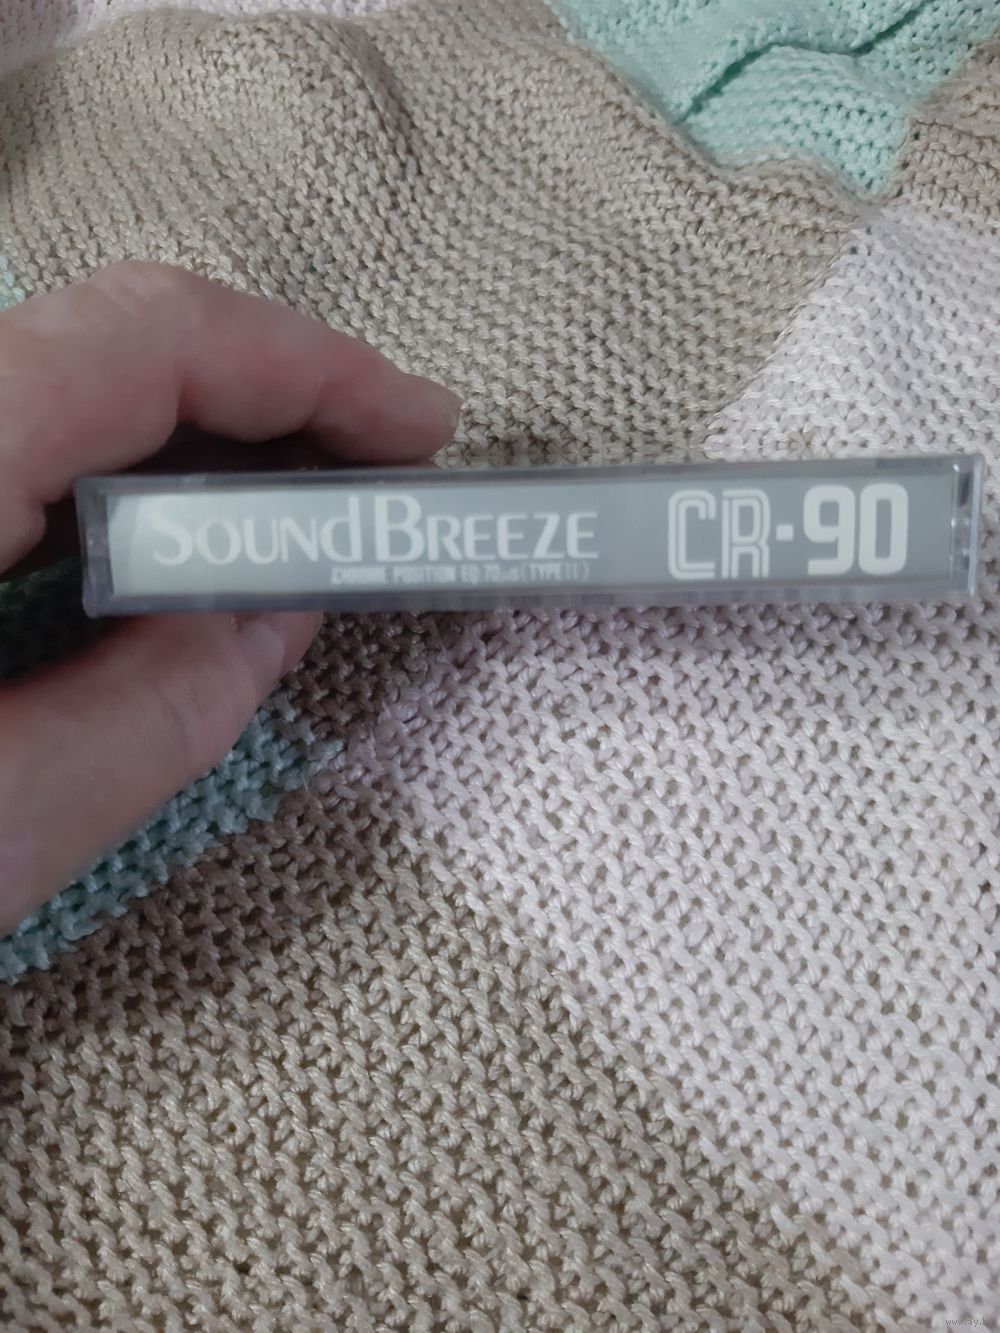 SOUND BREEZE CR·90
CHROME POSITION EQ 70μs (TYPE II)